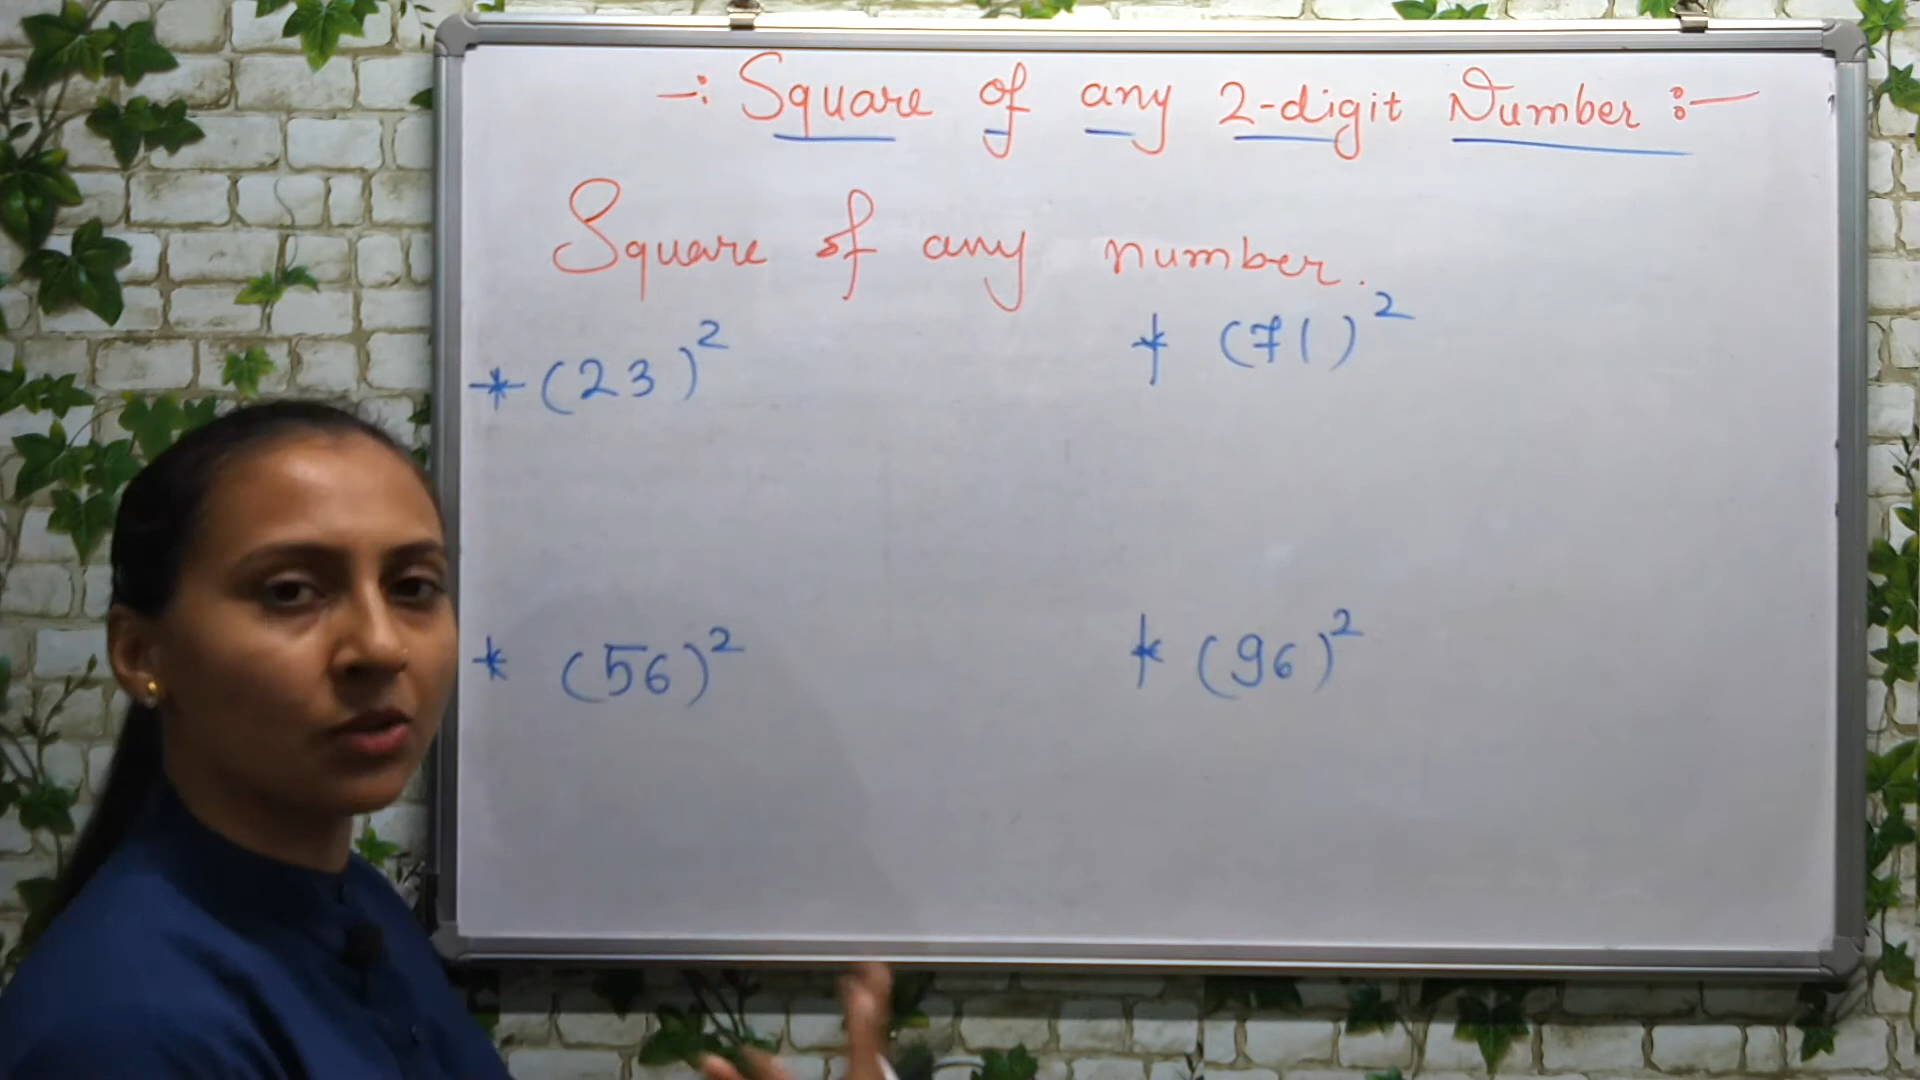 -: Square of any 2-digit Number :-
Square of any number.
* (23)²
* (71)²
* (56)²
* (96)²